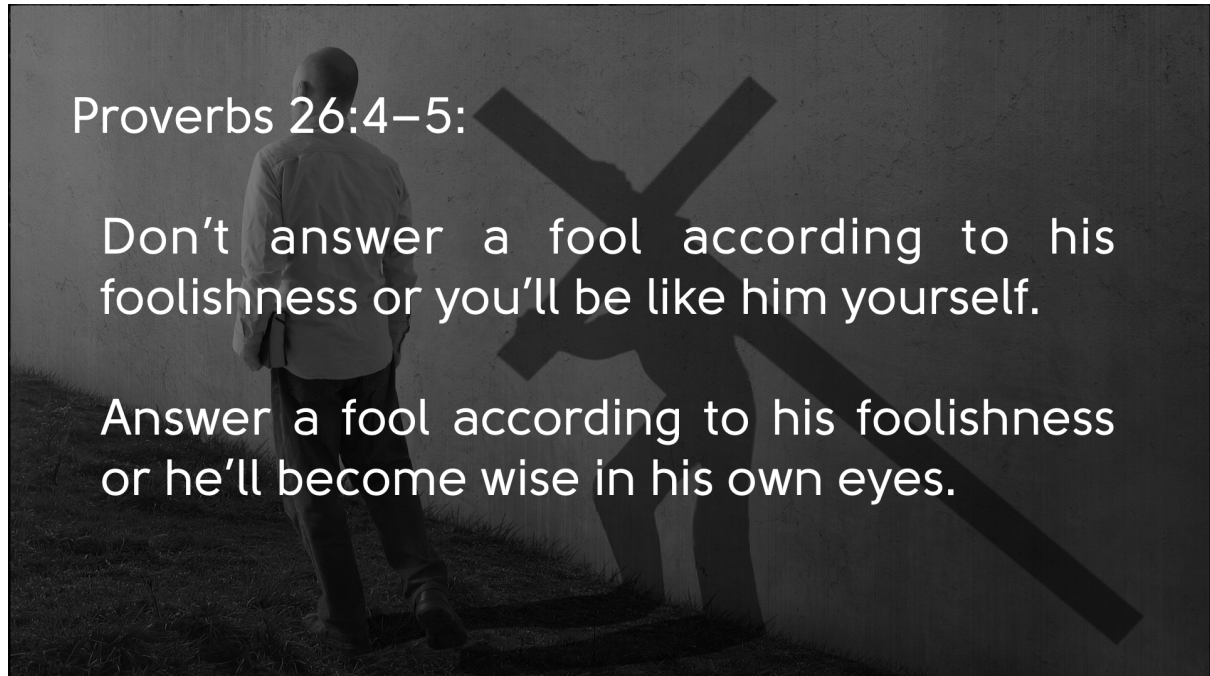 Proverbs 26:4–5:
Don’t answer a fool according to his
foolishness or you’ll be like him yourself.
Answer a fool according to his foolishness
or he’ll become wise in his own eyes.